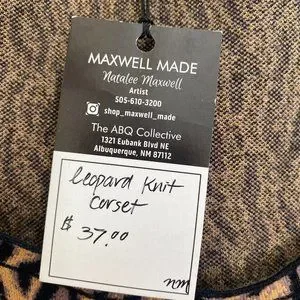 MAXWELL MADE
Natalee Maxwell
Artist
505-610-3200
shop_maxwell_made
The ABQ Collective
1321 Eubank Blvd NE
Albuquerque, NM 87112
leopard knit
corset
$ 37.00
nm